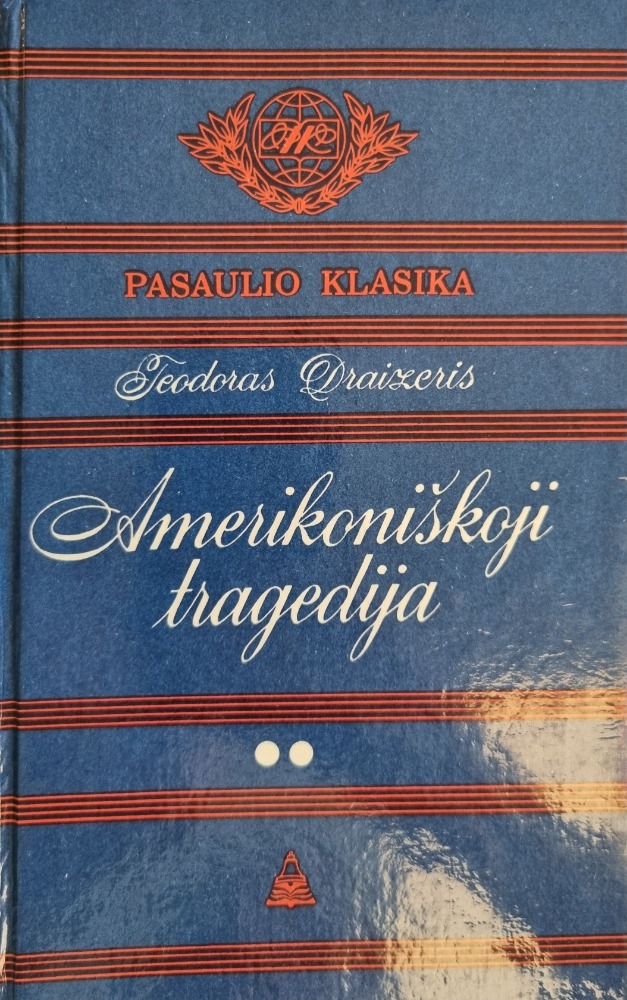 PASAULIO KLASIKA
Teodoras Draizeris
Amerikoniškoji
tragedija